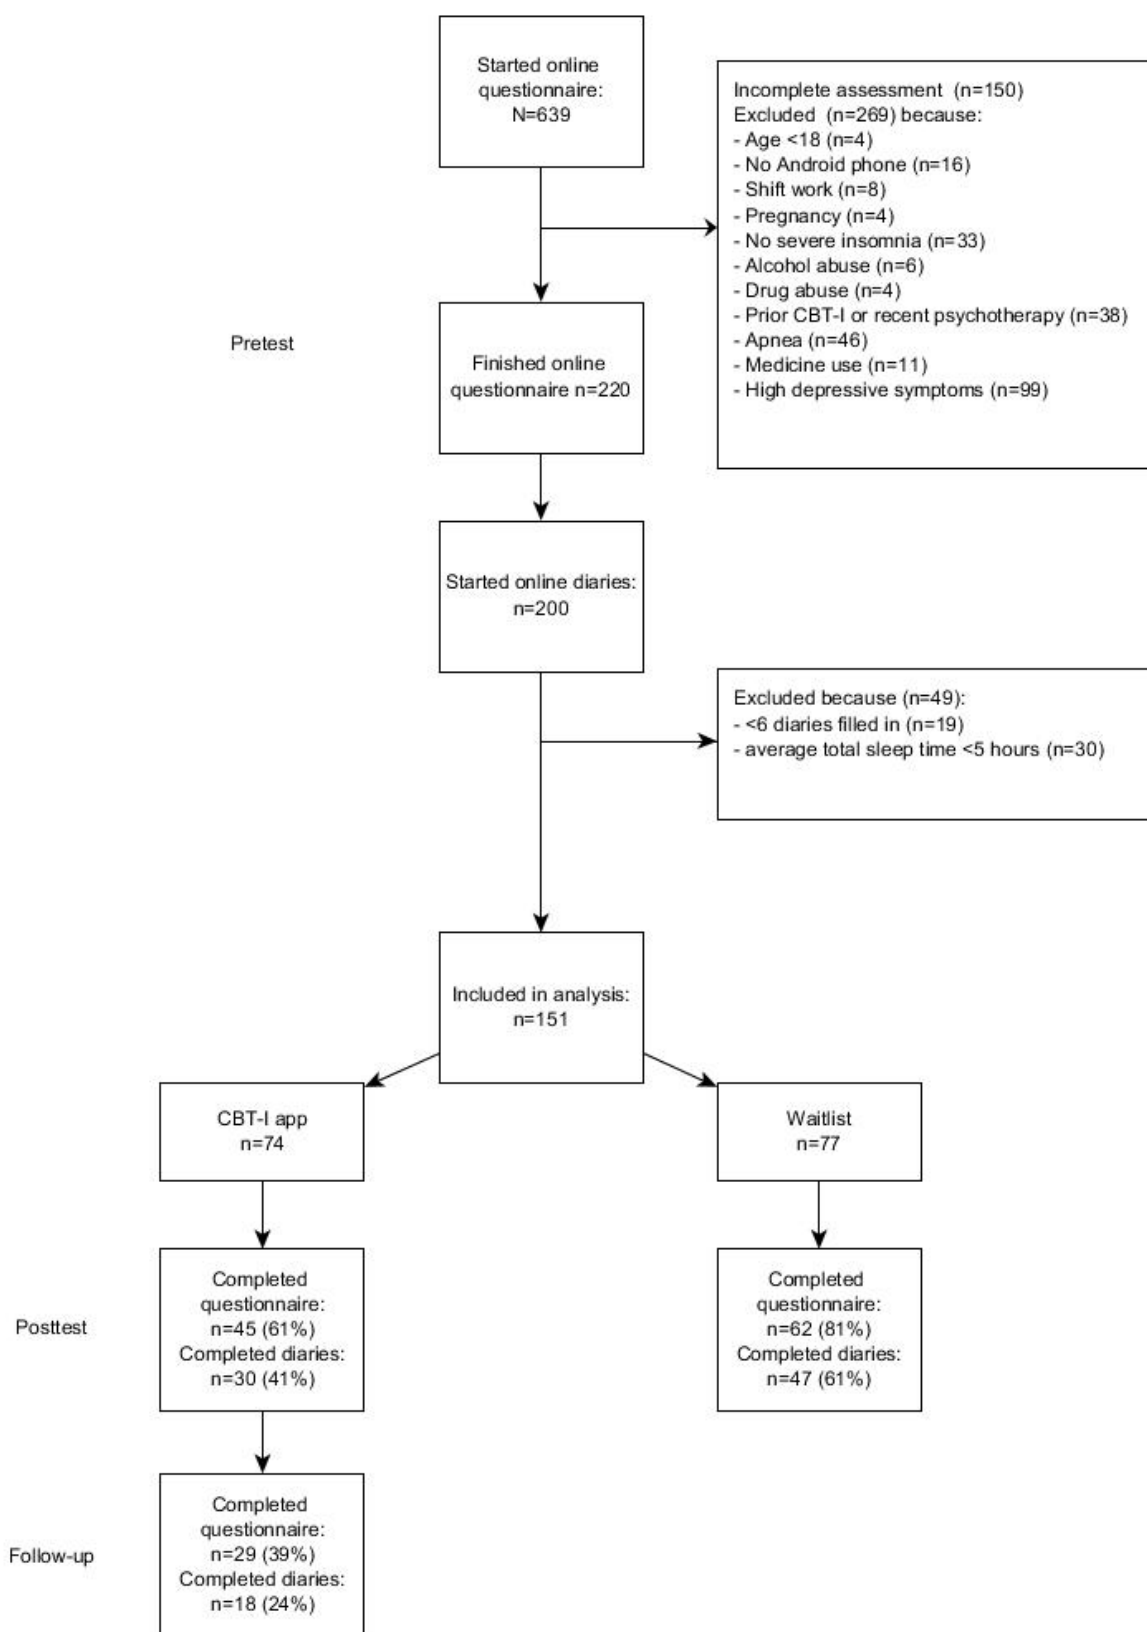 Started online
questionnaire:
N=639
Incomplete assessment (n=150)
Excluded (n=269) because:
- Age <18 (n=4)
- No Android phone (n=16)
- Shift work (n=8)
- Pregnancy (n=4)
- No severe insomnia (n=33)
- Alcohol abuse (n=6)
- Drug abuse (n=4)
- Prior CBT-I or recent psychotherapy (n=38)
- Apnea (n=46)
- Medicine use (n=11)
- High depressive symptoms (n=99)
Pretest
Finished online
questionnaire n=220
Started online diaries:
n=200
Excluded because (n=49):
- <6 diaries filled in (n=19)
- average total sleep time <5 hours (n=30)
Included in analysis:
n=151
CBT-I app
n=74
Waitlist
n=77
Posttest
Completed
questionnaire:
n=45 (61%)
Completed diaries:
n=30 (41%)
Completed
questionnaire:
n=62 (81%)
Completed diaries:
n=47 (61%)
Follow-up
Completed
questionnaire:
n=29 (39%)
Completed diaries:
n=18 (24%)